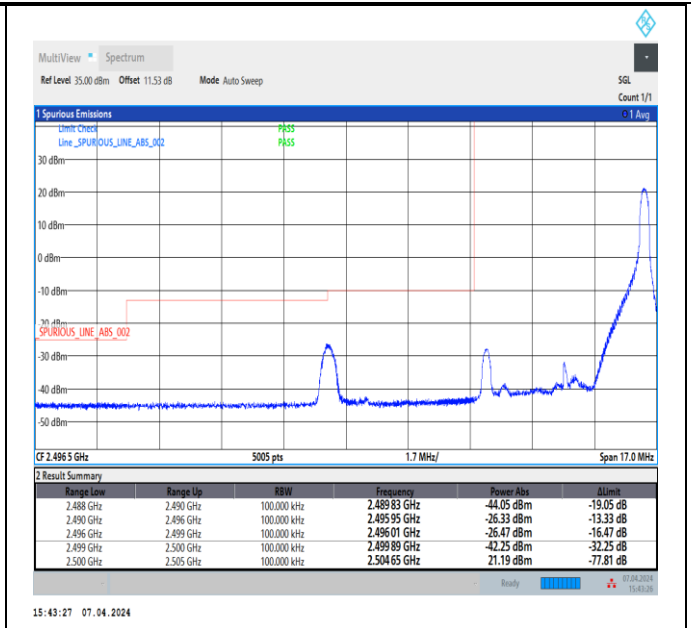 MultiView Spectrum
Ref Level 35.00 dBm Offset 11.53 dB Mode Auto Sweep SGL
Count 1/1
1 Spurious Emissions 1 Avg
Limit Check PASS
Line _SPURIOUS_LINE_ABS_002 PASS
30 dBm
20 dBm
10 dBm
0 dBm
-10 dBm
-20 dBm
_SPURIOUS_LINE_ABS_002
-30 dBm
-40 dBm
-50 dBm
CF 2.496 5 GHz 5005 pts 1.7 MHz/ Span 17.0 MHz
2 Result Summary
Range Low Range Up RBW Frequency Power Abs ΔLimit
2.488 GHz 2.490 GHz 100.000 kHz 2.489 83 GHz -44.05 dBm -19.05 dB
2.490 GHz 2.496 GHz 100.000 kHz 2.495 95 GHz -26.33 dBm -13.33 dB
2.496 GHz 2.499 GHz 100.000 kHz 2.496 01 GHz -26.47 dBm -16.47 dB
2.499 GHz 2.500 GHz 100.000 kHz 2.499 89 GHz -42.25 dBm -32.25 dB
2.500 GHz 2.505 GHz 100.000 kHz 2.504 65 GHz 21.19 dBm -77.81 dB
Ready 07.04.2024
15:43:26
15:43:27 07.04.2024